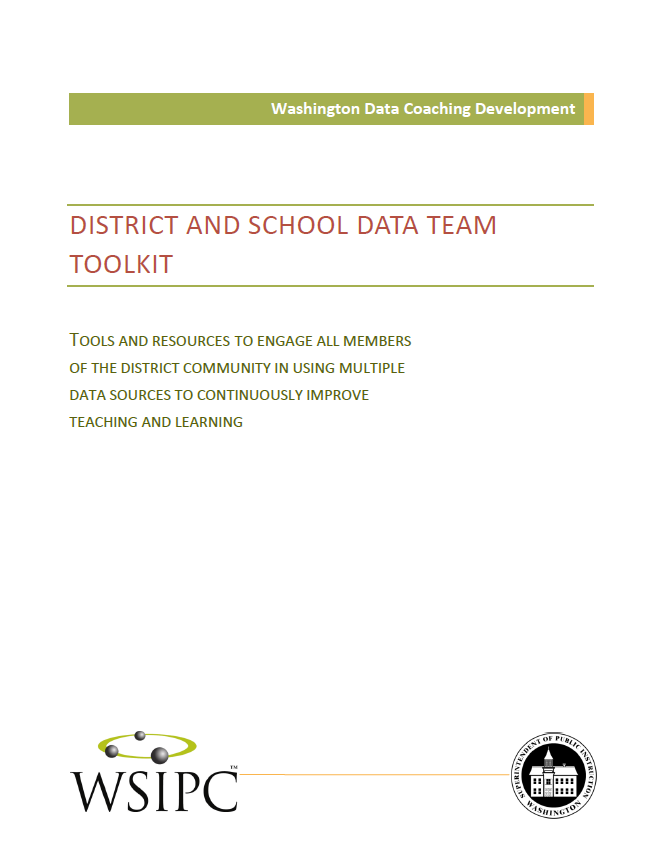 Washington Data Coaching Development
DISTRICT AND SCHOOL DATA TEAM
TOOLKIT
TOOLS AND RESOURCES TO ENGAGE ALL MEMBERS
OF THE DISTRICT COMMUNITY IN USING MULTIPLE
DATA SOURCES TO CONTINUOUSLY IMPROVE
TEACHING AND LEARNING
WSIPC™
SUPERINTENDENT OF PUBLIC INSTRUCTION
WASHINGTON